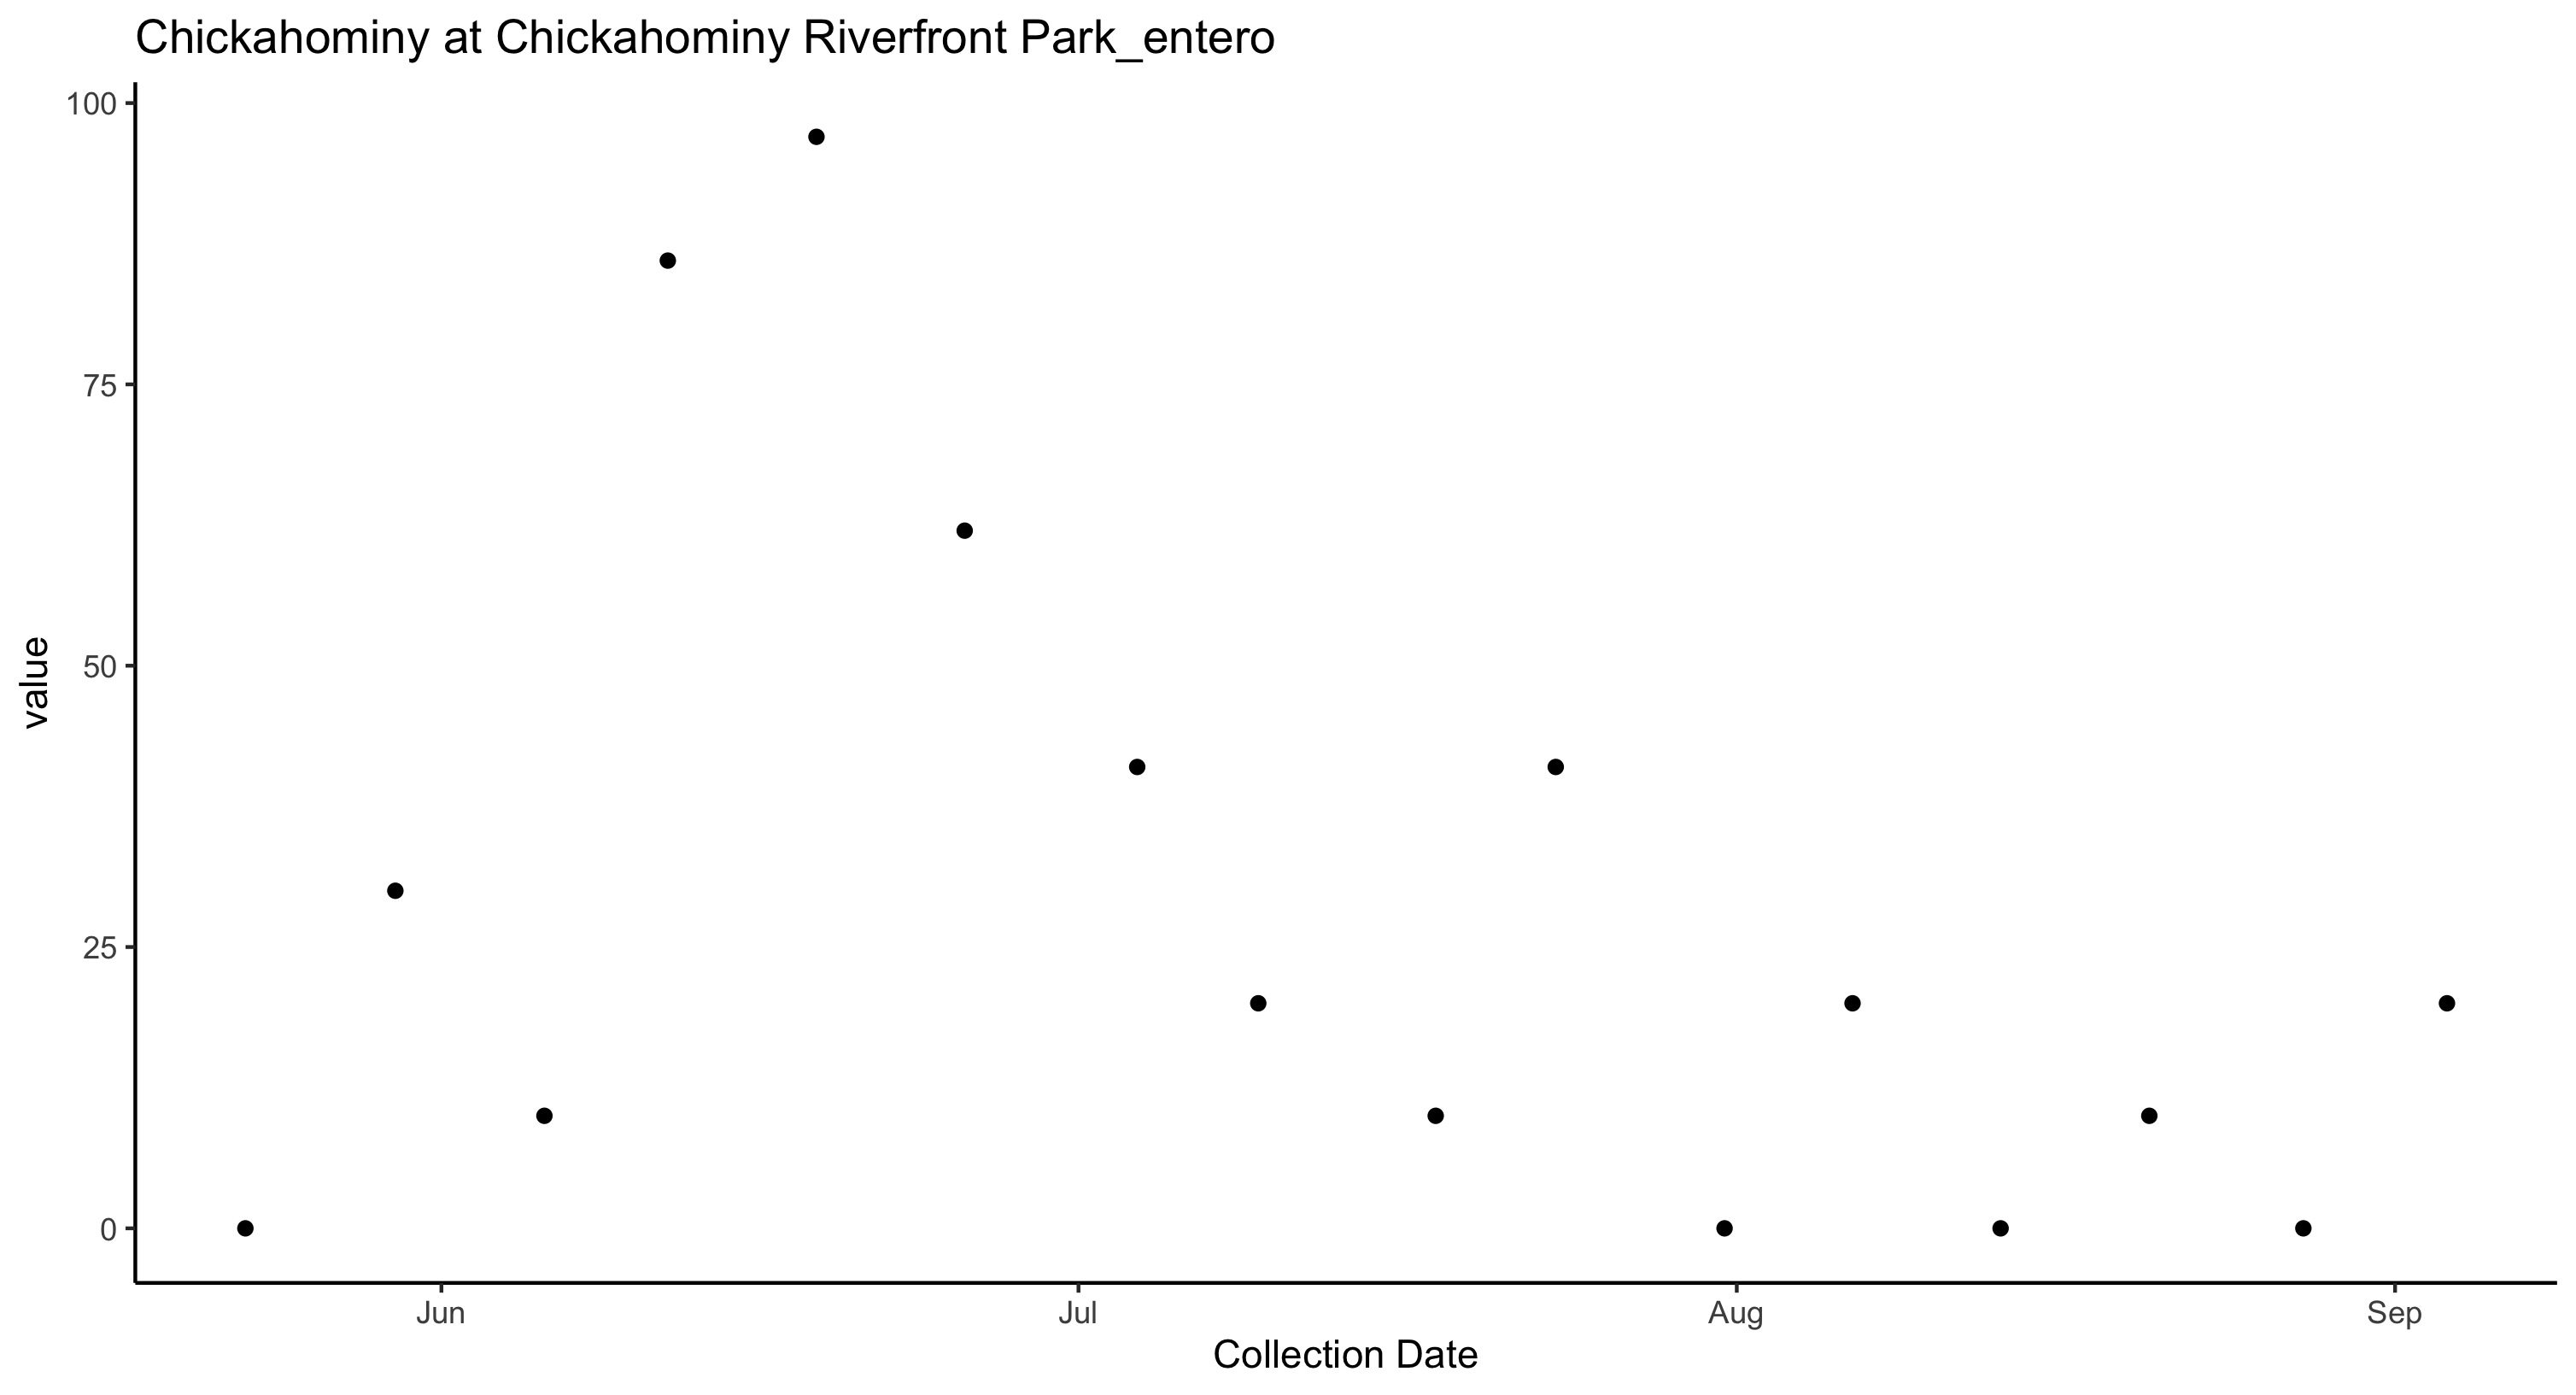 Chickahominy at Chickahominy Riverfront Park_entero
100
75
50
25
0
value
Jun Jul Aug Sep
Collection Date